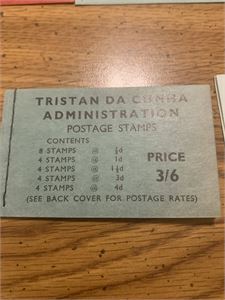 TRISTAN DA CUNHA
ADMINISTRATION
POSTAGE STAMPS
CONTENTS
8 STAMPS @ ½d
4 STAMPS @ 1d
4 STAMPS @ 1½d
4 STAMPS @ 3d
4 STAMPS @ 4d
PRICE
3/6
(SEE BACK COVER FOR POSTAGE RATES)